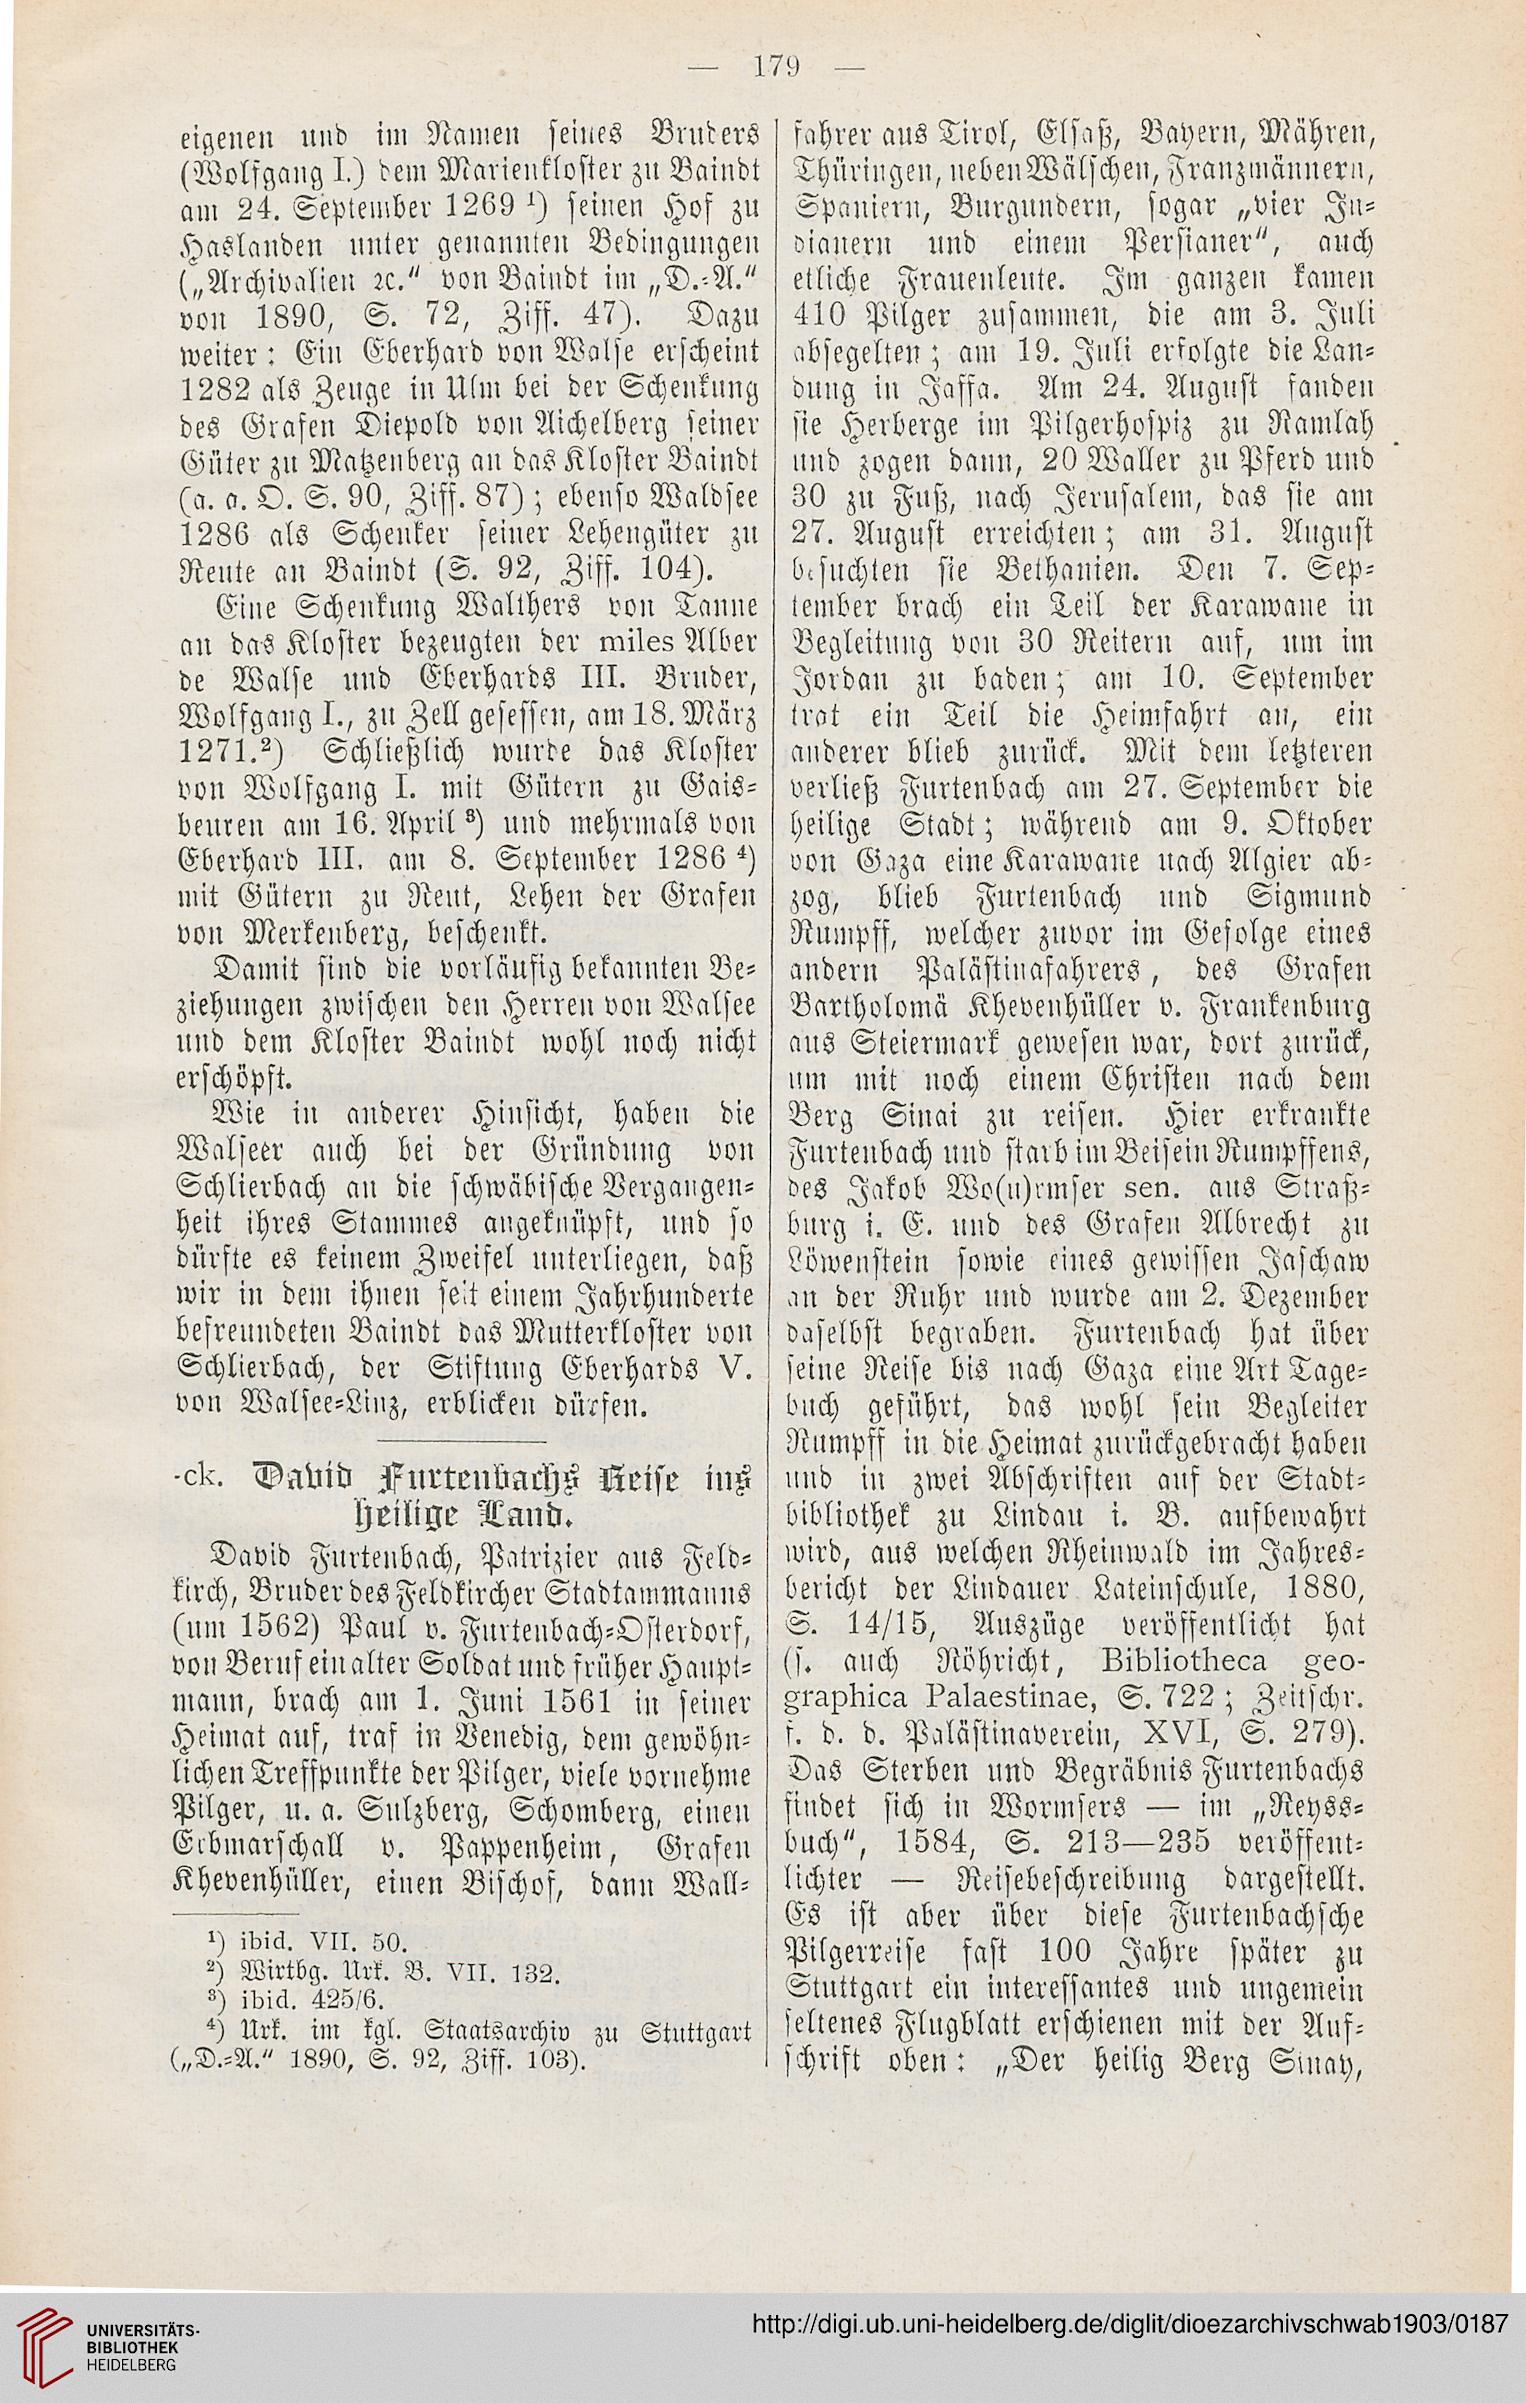 — 179 —
eigenen und im Namen seines Bruders
(Wolfgang I.) dem Marienkloster zu Baindt
am 24. September 1269 ¹) seinen Hof zu
Haslanden unter genannten Bedingungen
(„Archivalien ꝛc.“ von Baindt im „D.-A.“
von 1890, S. 72, Ziff. 47). Dazu
weiter: Ein Eberhard von Walse erscheint
1282 als Zeuge in Ulm bei der Schenkung
des Grafen Diepold von Aichelberg seiner
Güter zu Matzenberg an das Kloster Baindt
(a. a. O. S. 90, Ziff. 87); ebenso Waldsee
1286 als Schenker seiner Lehengüter zu
Reute an Baindt (S. 92, Ziff. 104).
Eine Schenkung Walthers von Tanne
an das Kloster bezeugten der miles Alber
de Walse und Eberhards III. Bruder,
Wolfgang I., zu Zell gesessen, am 18. März
1271.²) Schließlich wurde das Kloster
von Wolfgang I. mit Gütern zu Gais-
beuren am 16. April ³) und mehrmals von
Eberhard III. am 8. September 1286 ⁴)
mit Gütern zu Reut, Lehen der Grafen
von Merkenberg, beschenkt.
Damit sind die vorläufig bekannten Be-
ziehungen zwischen den Herren von Walsee
und dem Kloster Baindt wohl noch nicht
erschöpft.
Wie in anderer Hinsicht, haben die
Walseer auch bei der Gründung von
Schlierbach an die schwäbische Vergangen-
heit ihres Stammes angeknüpft, und so
dürfte es keinem Zweifel unterliegen, daß
wir in dem ihnen seit einem Jahrhunderte
befreundeten Baindt das Mutterkloster von
Schlierbach, der Stiftung Eberhards V.
von Walsee-Linz, erblicken dürfen.
-ck. David Furtenbachs Reise ins
heilige Land.
David Furtenbach, Patrizier aus Feld-
kirch, Bruder des Feldkircher Stadtammanns
(um 1562) Paul v. Furtenbach-Osterdorf,
von Beruf ein alter Soldat und früher Haupt-
mann, brach am 1. Juni 1561 in seiner
Heimat auf, traf in Venedig, dem gewöhn-
lichen Treffpunkte der Pilger, viele vornehme
Pilger, u. a. Sulzberg, Schomberg, einen
Erbmarschall v. Pappenheim, Grafen
Khevenhüller, einen Bischof, dann Wall-
¹) ibid. VII. 50.
²) Wirtbg. Urk. B. VII. 132.
³) ibid. 425/6.
⁴) Urk. im kgl. Staatsarchiv zu Stuttgart
(„D.-A.“ 1890, S. 92, Ziff. 103).
fahrer aus Tirol, Elsaß, Bayern, Mähren,
Thüringen, neben Wälschen, Franzmännern,
Spaniern, Burgundern, sogar „vier In-
dianern und einem Persianer“, auch
etliche Frauenleute. Im ganzen kamen
410 Pilger zusammen, die am 3. Juli
absegelten; am 19. Juli erfolgte die Lan-
dung in Jaffa. Am 24. August fanden
sie Herberge im Pilgerhospiz zu Ramlah
und zogen dann, 20 Waller zu Pferd und
30 zu Fuß, nach Jerusalem, das sie am
27. August erreichten; am 31. August
besuchten sie Bethanien. Den 7. Sep-
tember brach ein Teil der Karawane in
Begleitung von 30 Reitern auf, um im
Jordan zu baden; am 10. September
trat ein Teil die Heimfahrt an, ein
anderer blieb zurück. Mit dem letzteren
verließ Furtenbach am 27. September die
heilige Stadt; während am 9. Oktober
von Gaza eine Karawane nach Algier ab-
zog, blieb Furtenbach und Sigmund
Rumpff, welcher zuvor im Gefolge eines
andern Palästinafahrers, des Grafen
Bartholomä Khevenhüller v. Frankenburg
aus Steiermark gewesen war, dort zurück,
um mit noch einem Christen nach dem
Berg Sinai zu reisen. Hier erkrankte
Furtenbach und starb im Beisein Rumpffens,
des Jakob Wo(u)rmser sen. aus Straß-
burg i. E. und des Grafen Albrecht zu
Löwenstein sowie eines gewissen Jaschaw
an der Ruhr und wurde am 2. Dezember
daselbst begraben. Furtenbach hat über
seine Reise bis nach Gaza eine Art Tage-
buch geführt, das wohl sein Begleiter
Rumpff in die Heimat zurückgebracht haben
und in zwei Abschriften auf der Stadt-
bibliothek zu Lindau i. B. aufbewahrt
wird, aus welchen Rheinwald im Jahres-
bericht der Lindauer Lateinschule, 1880,
S. 14/15, Auszüge veröffentlicht hat
(s. auch Röhricht, Bibliotheca geo-
graphica Palaestinae, S. 722; Zeitschr.
f. d. d. Palästinaverein, XVI, S. 279).
Das Sterben und Begräbnis Furtenbachs
findet sich in Wormsers — im „Reyss-
buch“, 1584, S. 213—235 veröffent-
lichter — Reisebeschreibung dargestellt.
Es ist aber über diese Furtenbachsche
Pilgerreise fast 100 Jahre später zu
Stuttgart ein interessantes und ungemein
seltenes Flugblatt erschienen mit der Auf-
schrift oben: „Der heilig Berg Sinay,
UNIVERSITÄTS-
BIBLIOTHEK
HEIDELBERG
http://digi.ub.uni-heidelberg.de/diglit/dioezarchivschwab1903/0187